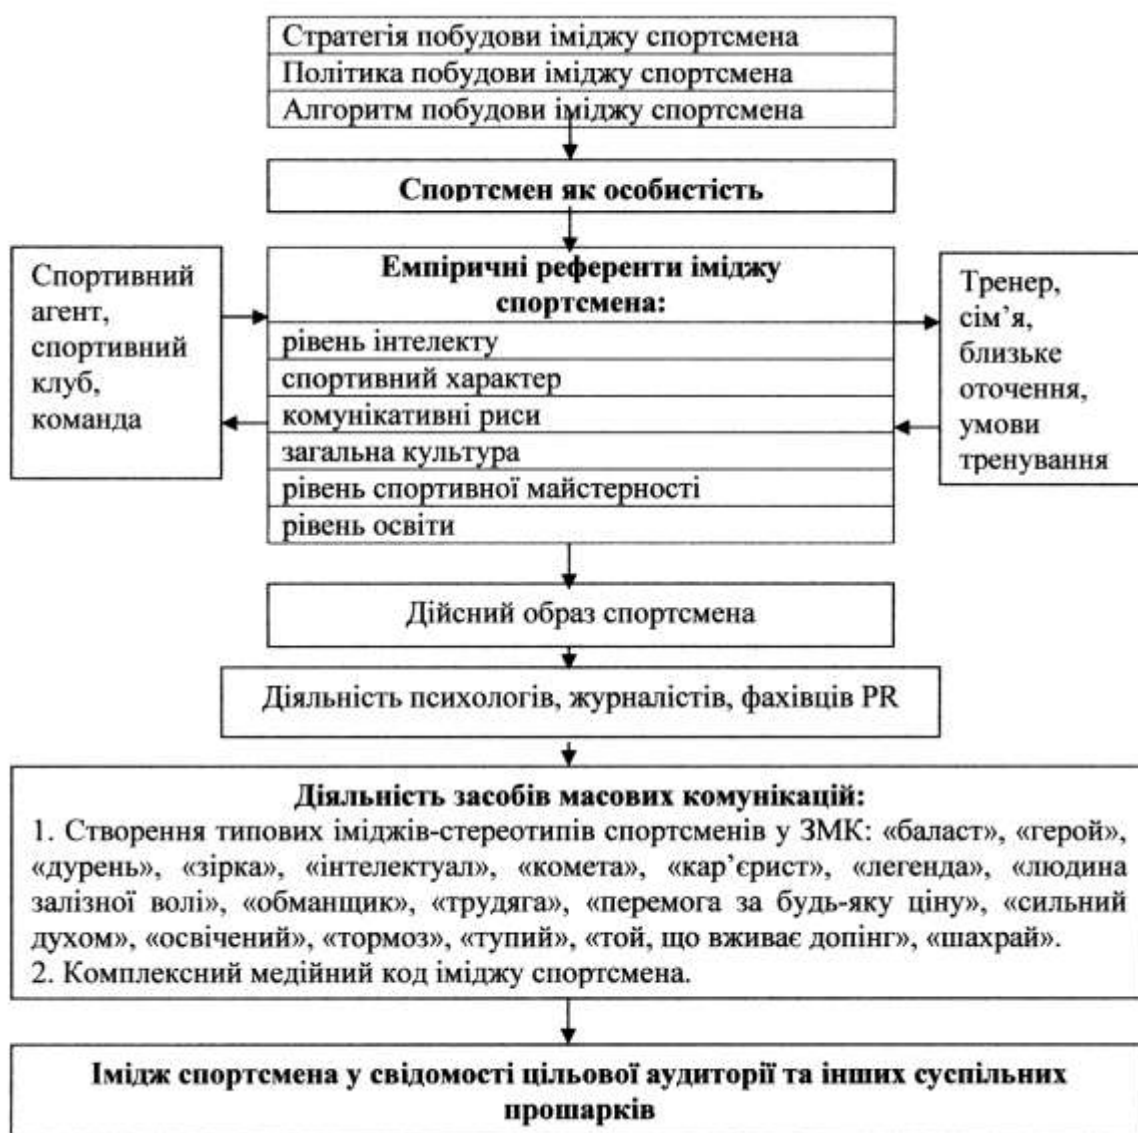 Стратегія побудови іміджу спортсмена
Політика побудови іміджу спортсмена
Алгоритм побудови іміджу спортсмена
Спортсмен як особистість
Спортивний
агент,
спортивний
клуб,
команда
Емпіричні референти іміджу
спортсмена:
рівень інтелекту
спортивний характер
комунікативні риси
загальна культура
рівень спортивної майстерності
рівень освіти
Тренер,
сім’я,
близьке
оточення,
умови
тренування
Дійсний образ спортсмена
Діяльність психологів, журналістів, фахівців PR
Діяльність засобів масових комунікацій:
1. Створення типових іміджів-стереотипів спортсменів у ЗМК: «баласт», «герой»,
«дурень», «зірка», «інтелектуал», «комета», «кар’єрист», «легенда», «людина
залізної волі», «обманщик», «трудяга», «перемога за будь-яку ціну», «сильний
духом», «освічений», «тормоз», «тупий», «той, що вживає допінг», «шахрай».
2. Комплексний медійний код іміджу спортсмена.
Імідж спортсмена у свідомості цільової аудиторії та інших суспільних
прошарків